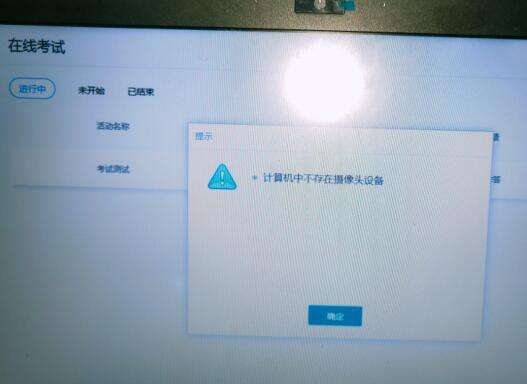 在线考试
进行中 未开始 已结束
活动名称
提示
* 计算机中不存在摄像头设备
考试测试
答
确定